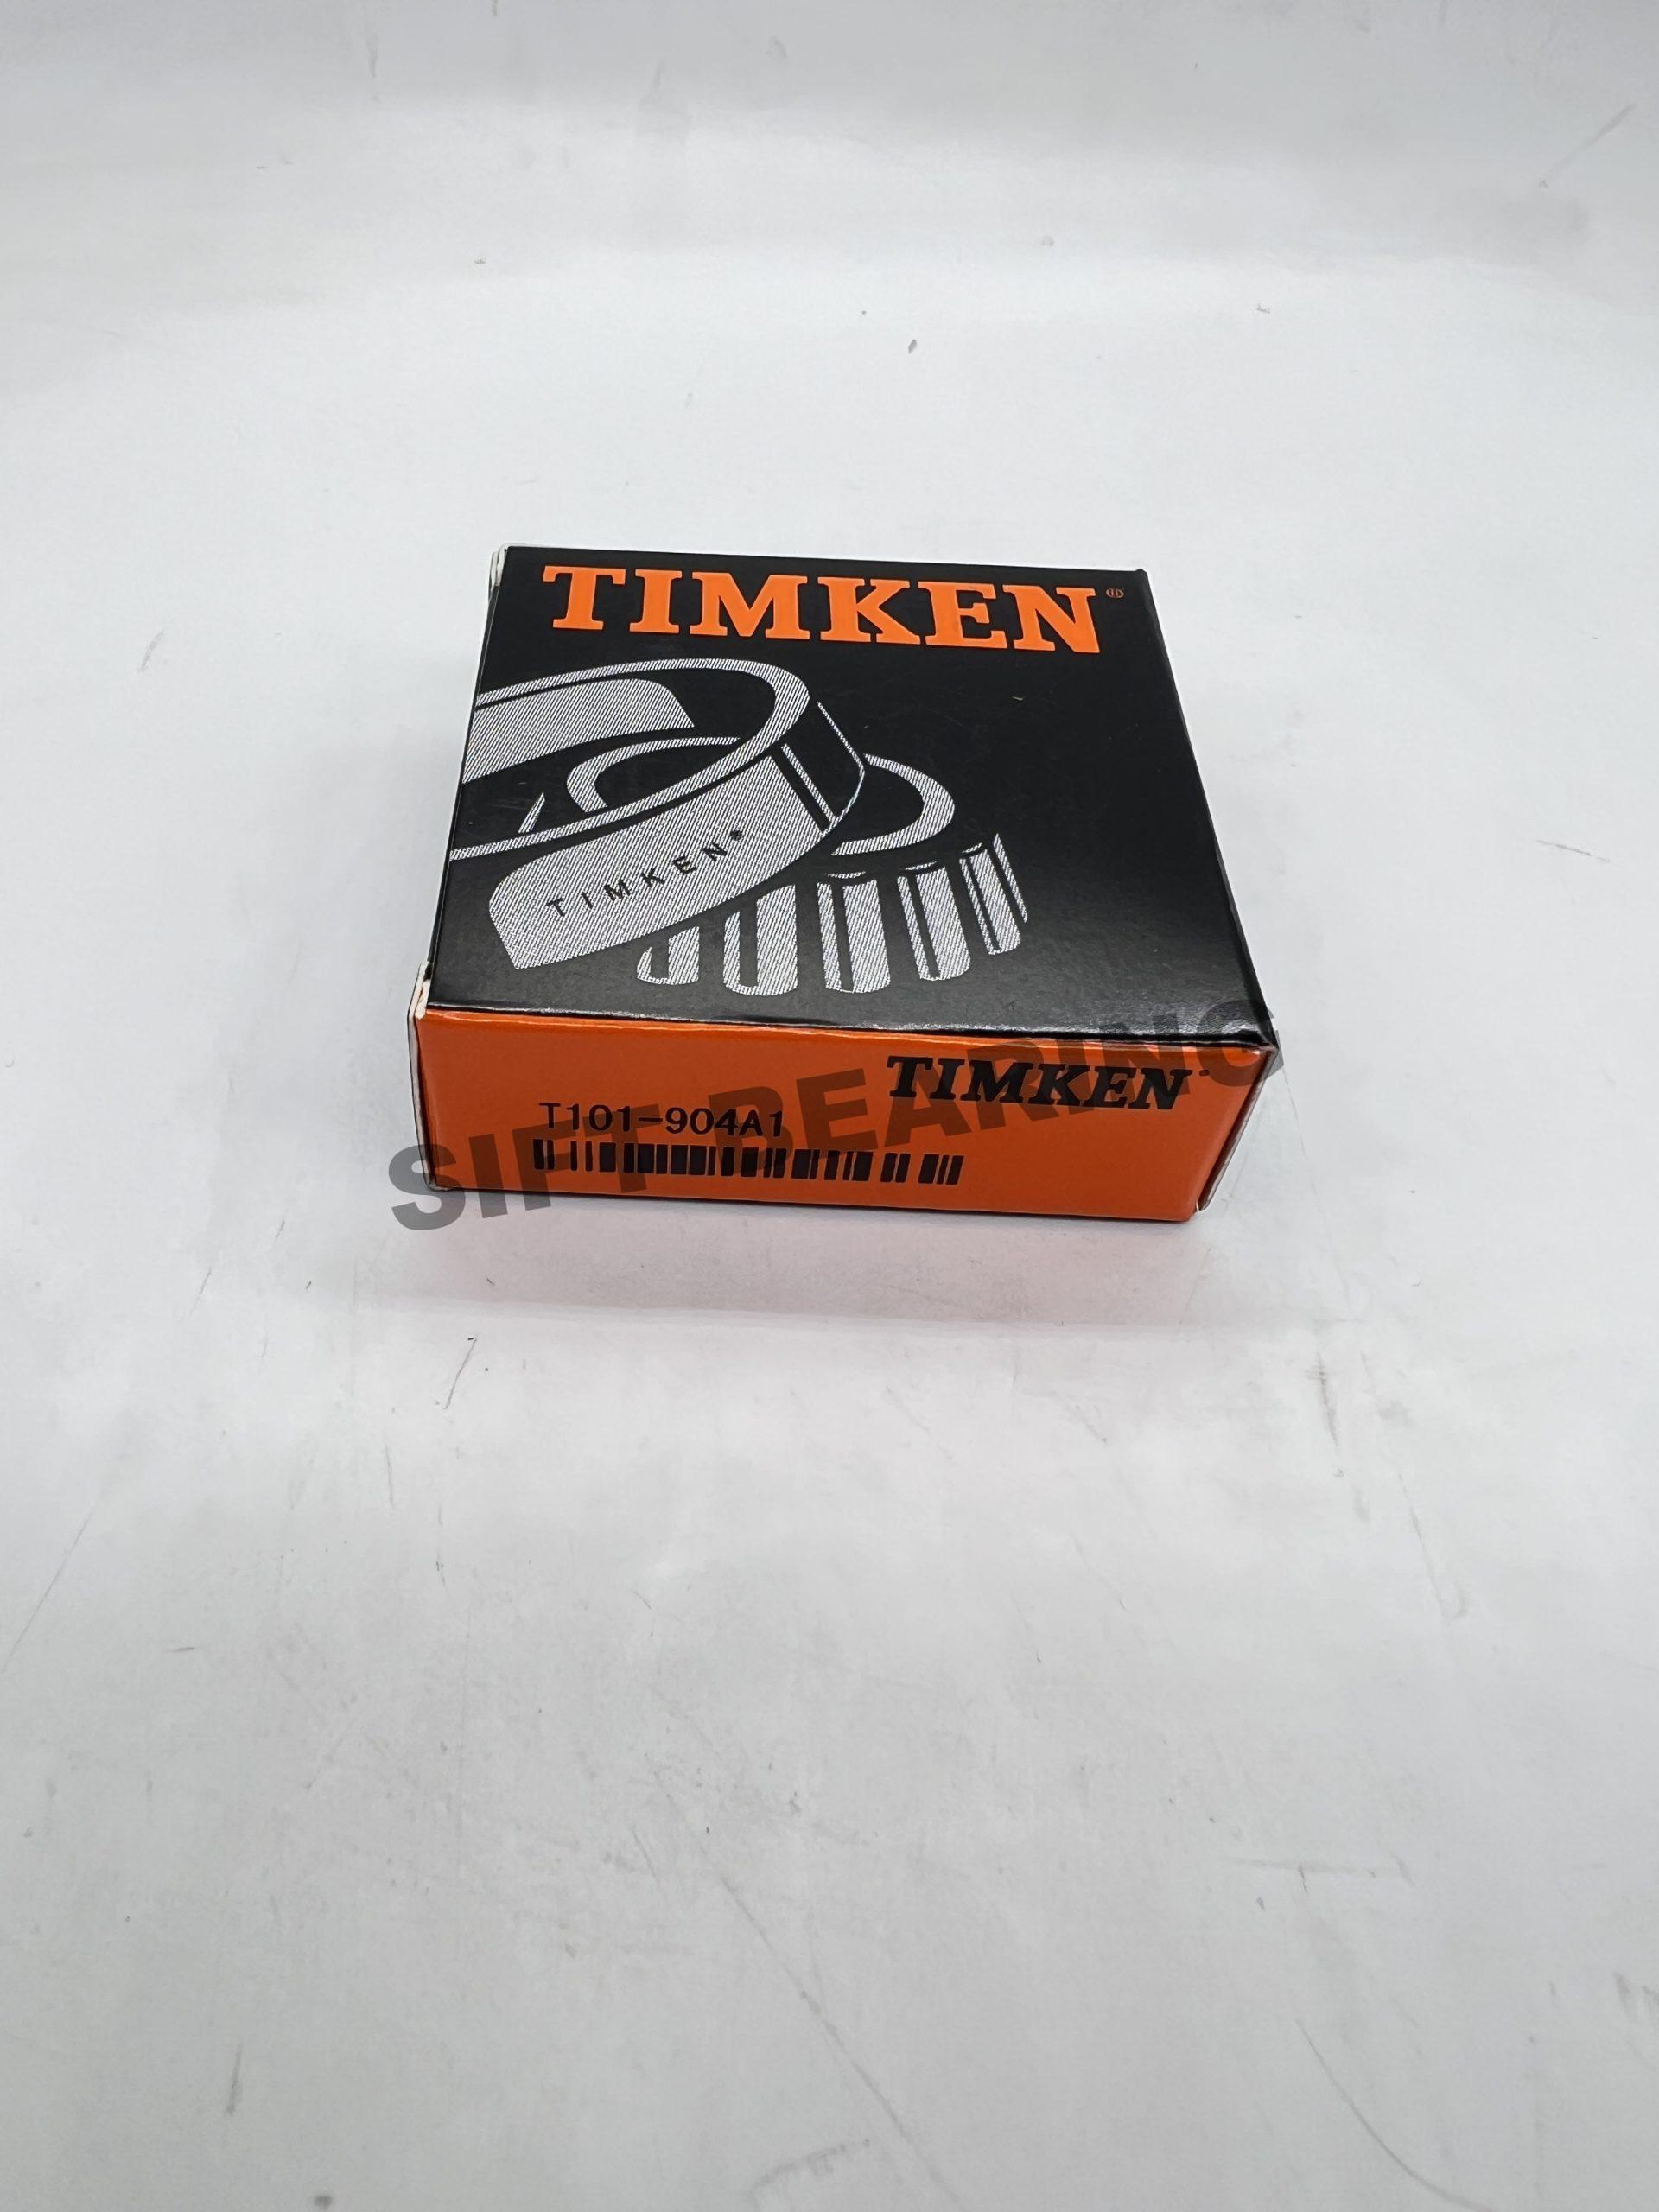 TIMKEN®
TIMKEN®
TIMKEN
T101-904A1
SIFT BEARING